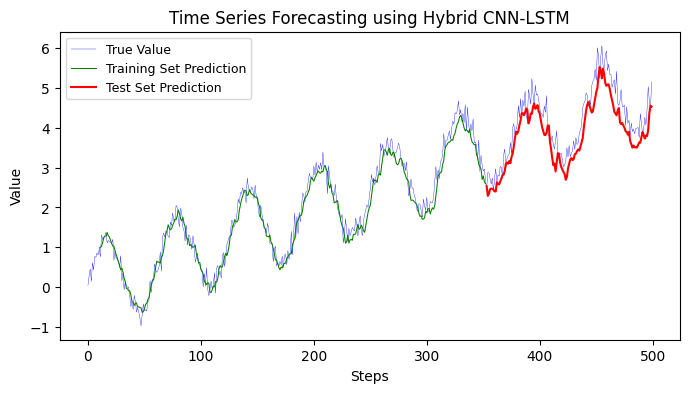 Time Series Forecasting using Hybrid CNN-LSTM
True Value
Training Set Prediction
Test Set Prediction
Value
6
5
4
3
2
1
0
−1
0 100 200 300 400 500
Steps